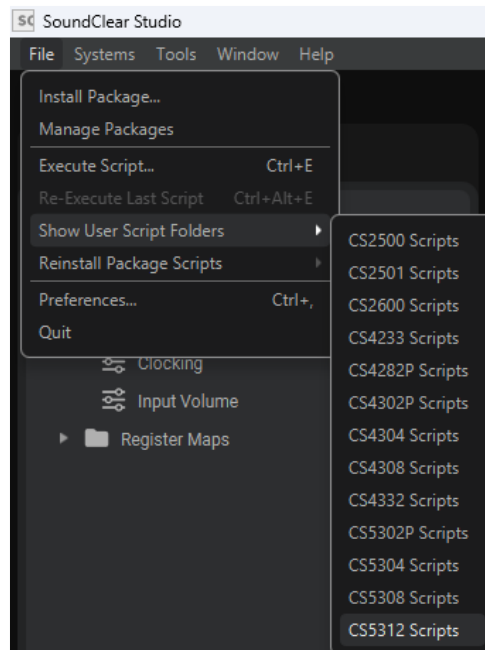 SC SoundClear Studio
File Systems Tools Window Help
Install Package...
Manage Packages
Execute Script... Ctrl+E
Re-Execute Last Script Ctrl+Alt+E
Show User Script Folders
Reinstall Package Scripts
Preferences... Ctrl+,
Quit
CS2500 Scripts
CS2501 Scripts
CS2600 Scripts
CS4233 Scripts
CS4282P Scripts
CS4302P Scripts
CS4304 Scripts
CS4308 Scripts
CS4332 Scripts
CS5302P Scripts
CS5304 Scripts
CS5308 Scripts
CS5312 Scripts
Clocking
Input Volume
Register Maps